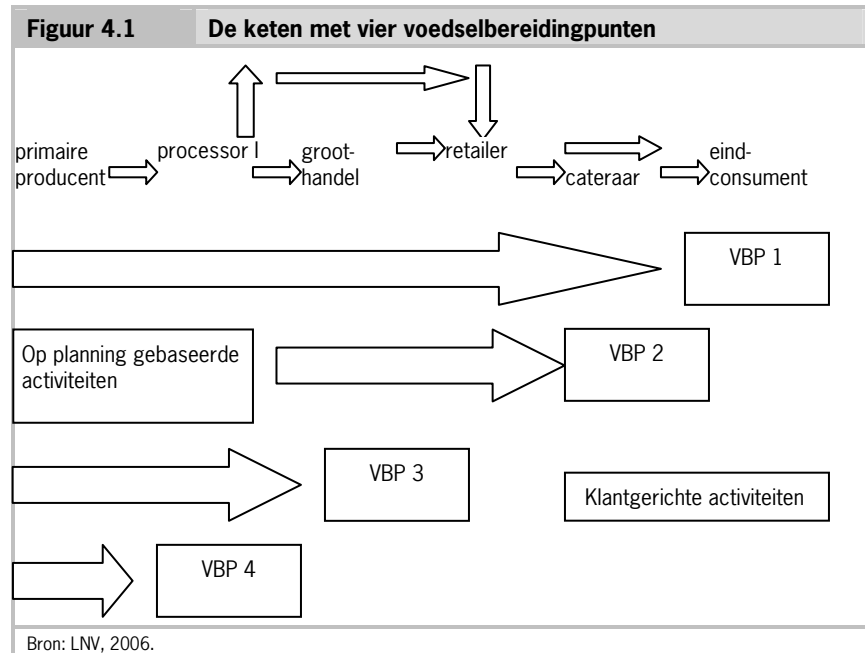 Figuur 4.1 De keten met vier voedselbereidingpunten
primaire
producent
processor I
groot-
handel
retailer
cateraar
eind-
consument
VBP 1
Op planning gebaseerde
activiteiten
VBP 2
VBP 3
Klantgerichte activiteiten
VBP 4
Bron: LNV, 2006.